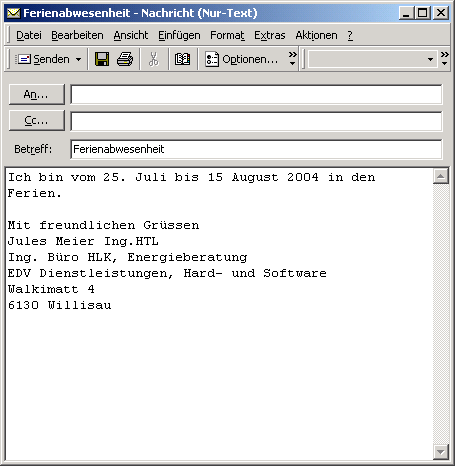 Ferienabwesenheit - Nachricht (Nur-Text)
Datei Bearbeiten Ansicht Einfügen Format Extras Aktionen ?
Senden Optionen...
An...
Cc...
Betreff: Ferienabwesenheit
Ich bin vom 25. Juli bis 15 August 2004 in den
Ferien.
Mit freundlichen Grüssen
Jules Meier Ing.HTL
Ing. Büro HLK, Energieberatung
EDV Dienstleistungen, Hard- und Software
Walkimatt 4
6130 Willisau